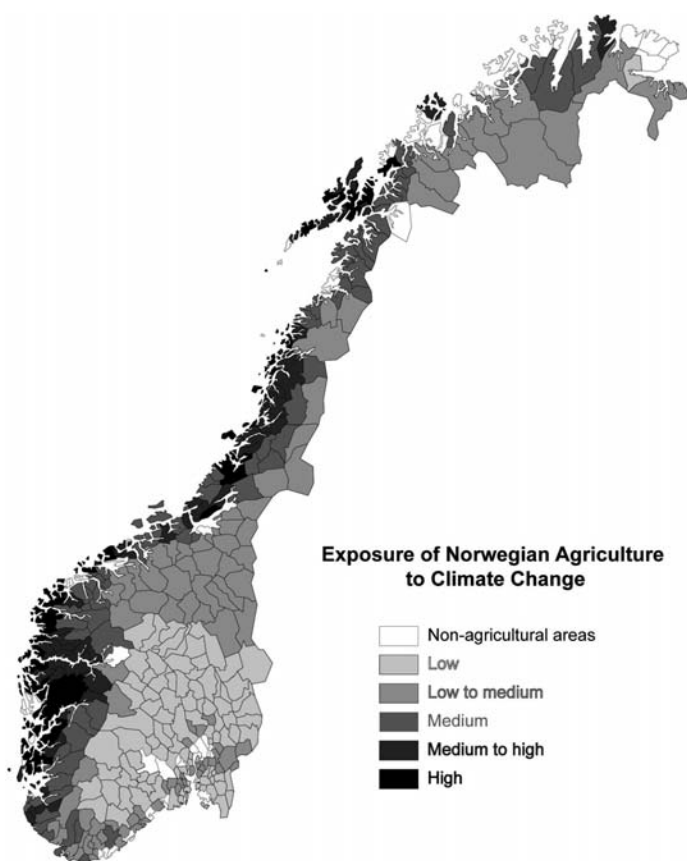 Exposure of Norwegian Agriculture
to Climate Change
Non-agricultural areas
Low
Low to medium
Medium
Medium to high
High